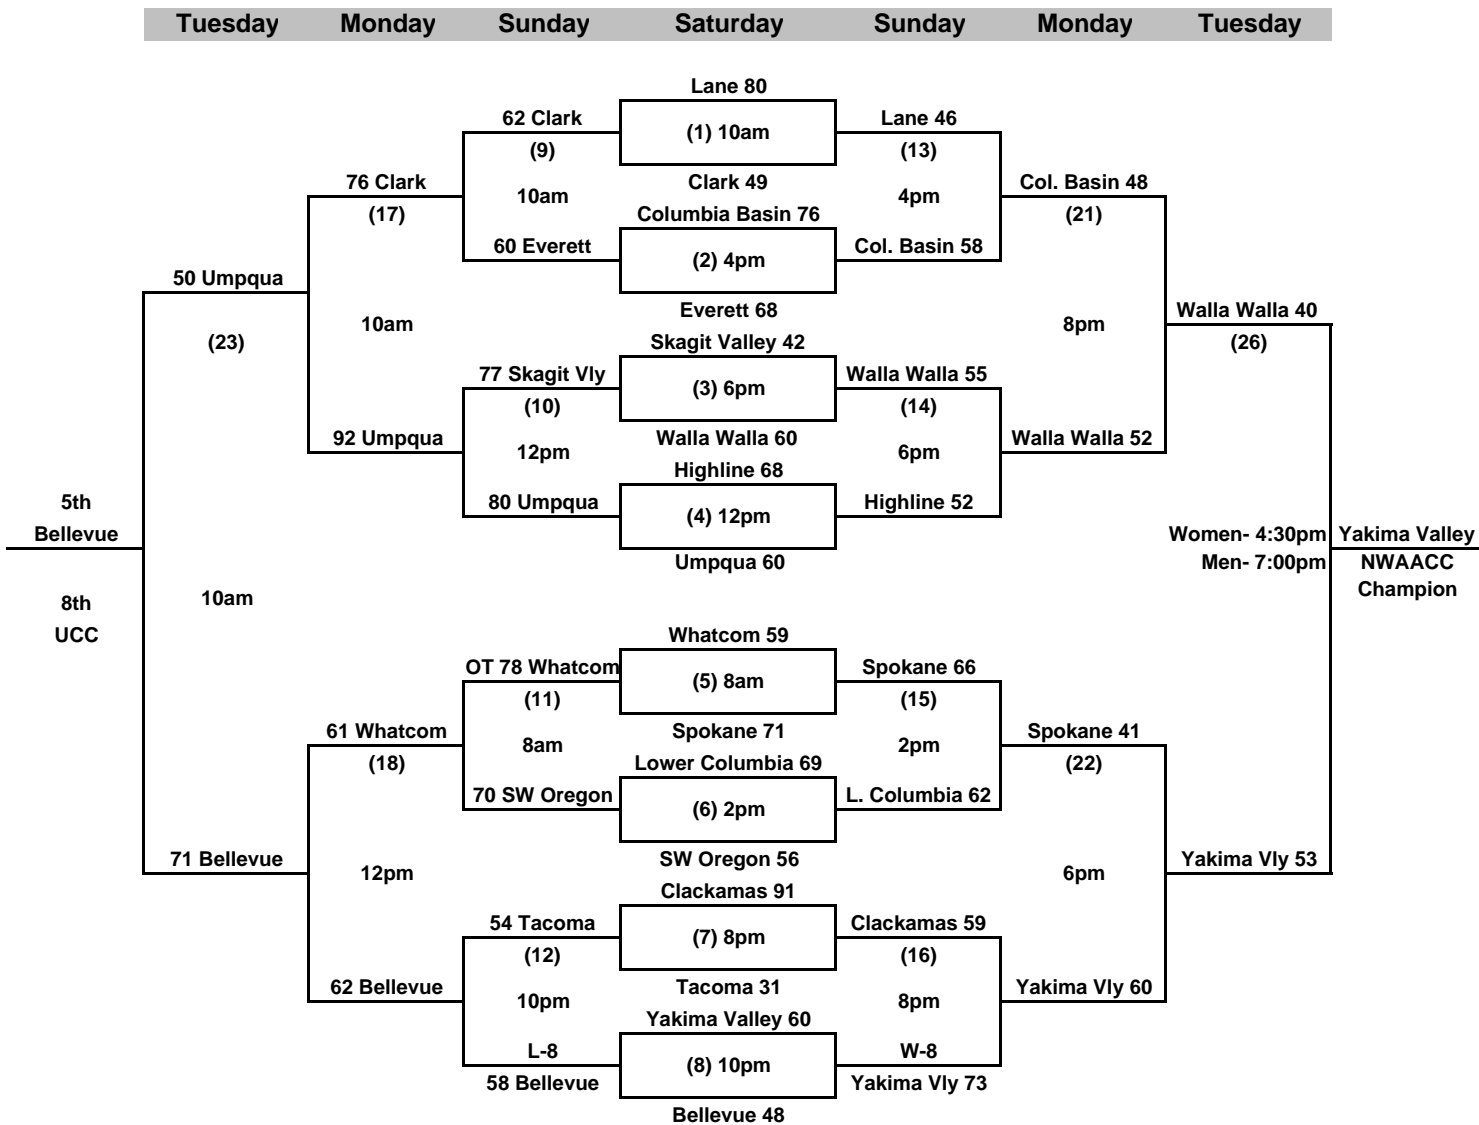 Tuesday Monday Sunday Saturday Sunday Monday Tuesday
Lane 80
62 Clark (1) 10am Lane 46
(9) (13)
76 Clark 10am Clark 49 4pm Col. Basin 48
(17) Columbia Basin 76 (21)
60 Everett (2) 4pm Col. Basin 58
50 Umpqua
Everett 68
10am 8pm Walla Walla 40
(23) Skagit Valley 42 (26)
77 Skagit Vly (3) 6pm Walla Walla 55
(10) (14)
92 Umpqua 12pm Walla Walla 60 6pm Walla Walla 52
Highline 68
5th 80 Umpqua (4) 12pm Highline 52
Bellevue Women- 4:30pm Yakima Valley
Umpqua 60 Men- 7:00pm NWAACC
8th 10am Champion
UCC Whatcom 59
OT 78 Whatcom (5) 8am Spokane 66
(11) (15)
61 Whatcom 8am Spokane 71 2pm Spokane 41
(18) Lower Columbia 69 (22)
70 SW Oregon (6) 2pm L. Columbia 62
71 Bellevue SW Oregon 56 Yakima Vly 53
12pm 6pm
Clackamas 91
54 Tacoma (7) 8pm Clackamas 59
(12) (16)
62 Bellevue Tacoma 31 Yakima Vly 60
10pm 8pm
Yakima Valley 60
L-8 (8) 10pm W-8
58 Bellevue Yakima Vly 73
Bellevue 48